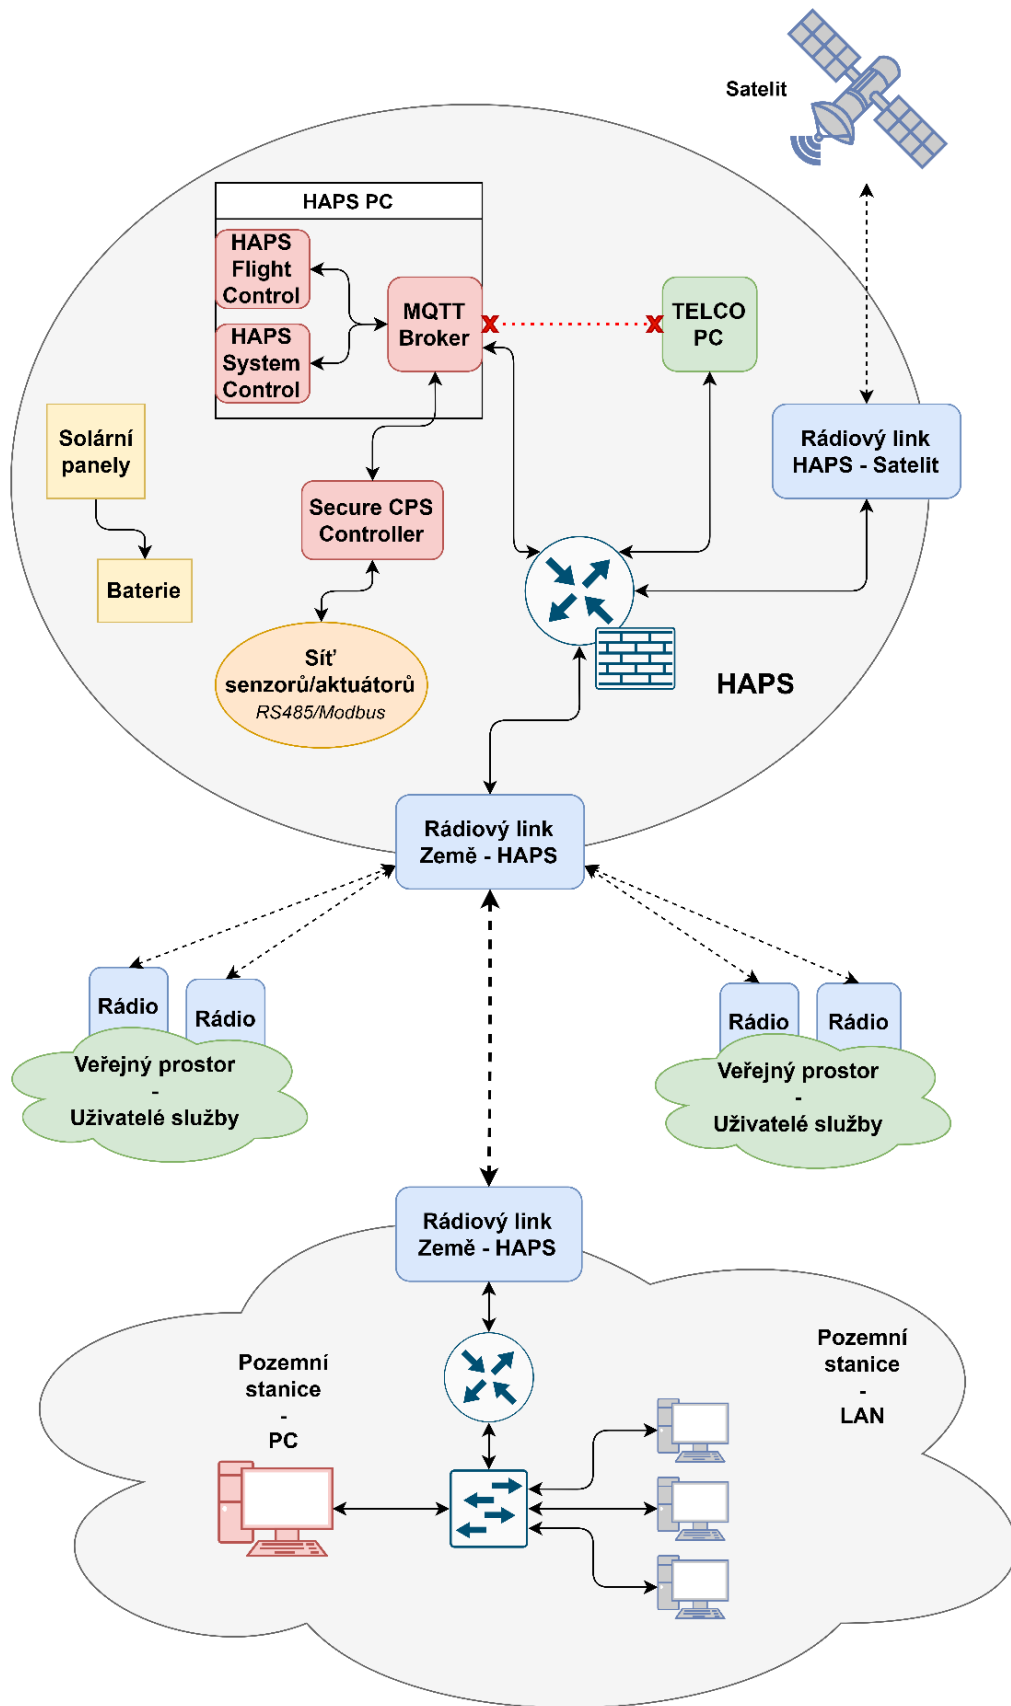 Satelit
HAPS PC
HAPS
Flight
Control
MQTT
Broker
TELCO
PC
HAPS
System
Control
Solární
panely
Rádiový link
HAPS - Satelit
Secure CPS
Controller
Baterie
Síť
senzorů/aktuátorů
RS485/Modbus
HAPS
Rádiový link
Země - HAPS
Rádio
Rádio
Veřejný prostor
-
Uživatelé služby
Rádio
Rádio
Veřejný prostor
-
Uživatelé služby
Rádiový link
Země - HAPS
Pozemní
stanice
-
PC
Pozemní
stanice
-
LAN